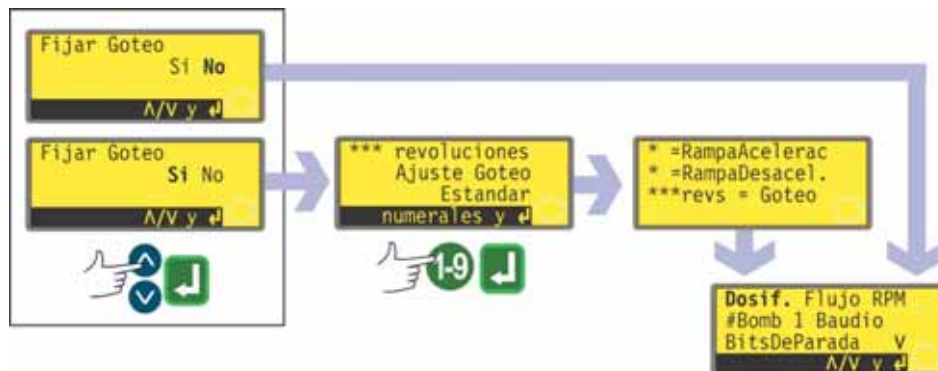 Fijar Goteo
Si No
Λ/V y ↲
Fijar Goteo
Si No
Λ/V y ↲
*** revoluciones
Ajuste Goteo
Estandar
numerales y ↲
1-9
* =RampaAcelerac
* =RampaDesacel.
***revs = Goteo
Dosif. Flujo RPM
#Bomb 1 Baudio
BitsDeParada V
Λ/V y ↲